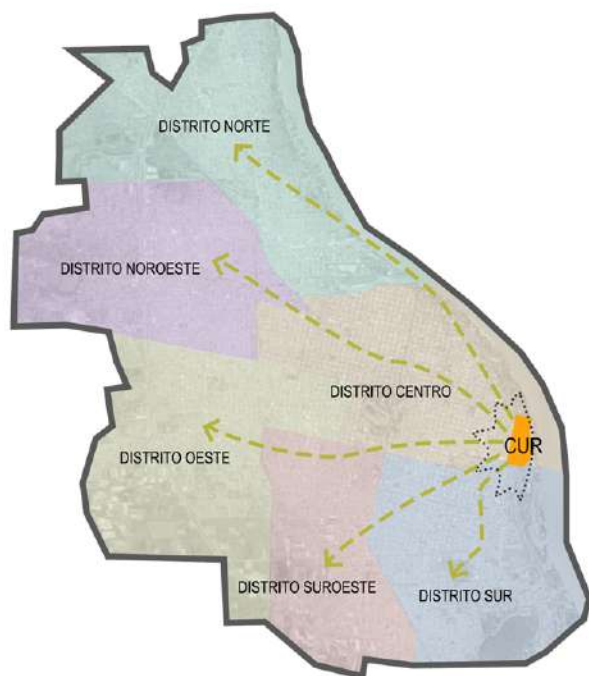 DISTRITO NORTE
DISTRITO NOROESTE
DISTRITO CENTRO
CUR
DISTRITO OESTE
DISTRITO SUROESTE
DISTRITO SUR